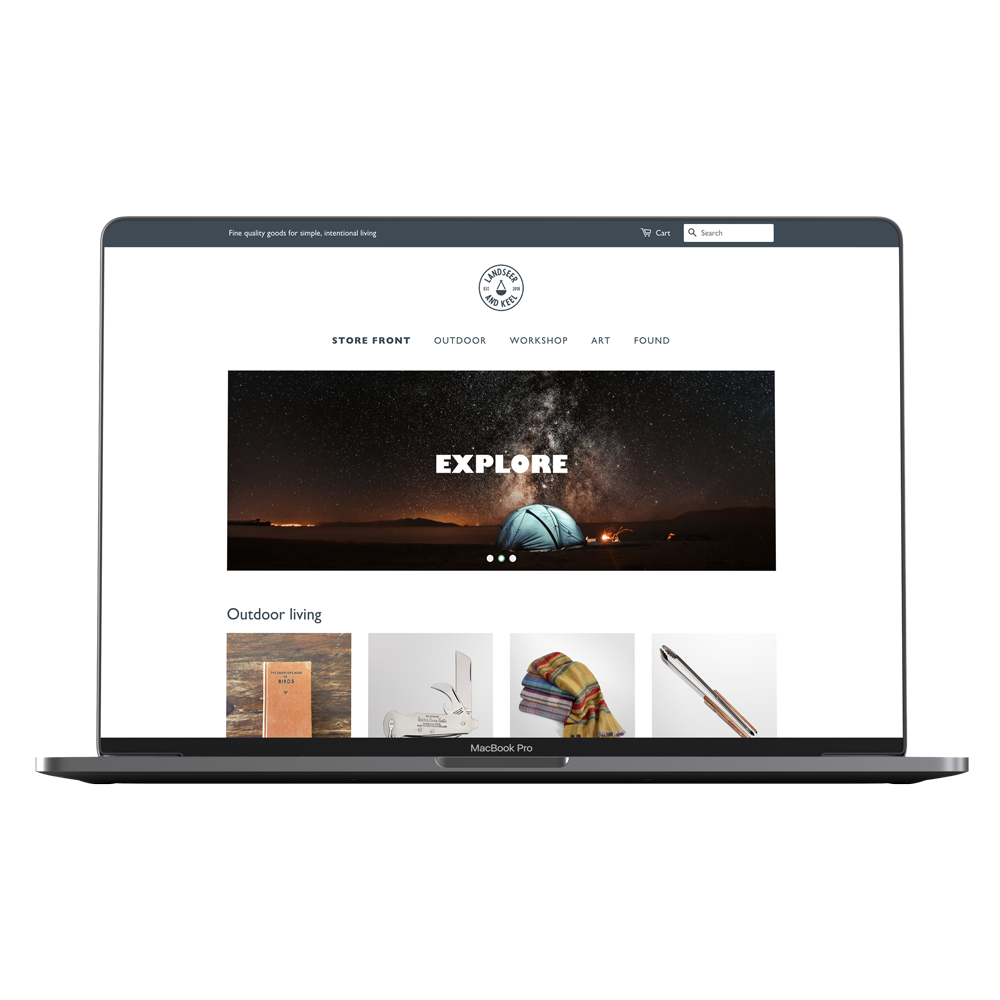 Fine quality goods for simple, intentional living
Cart
Search
LANDSEER
EST. 2018
AND KEEL
STORE FRONT OUTDOOR WORKSHOP ART FOUND
EXPLORE
Outdoor living
BIRDS
MacBook Pro